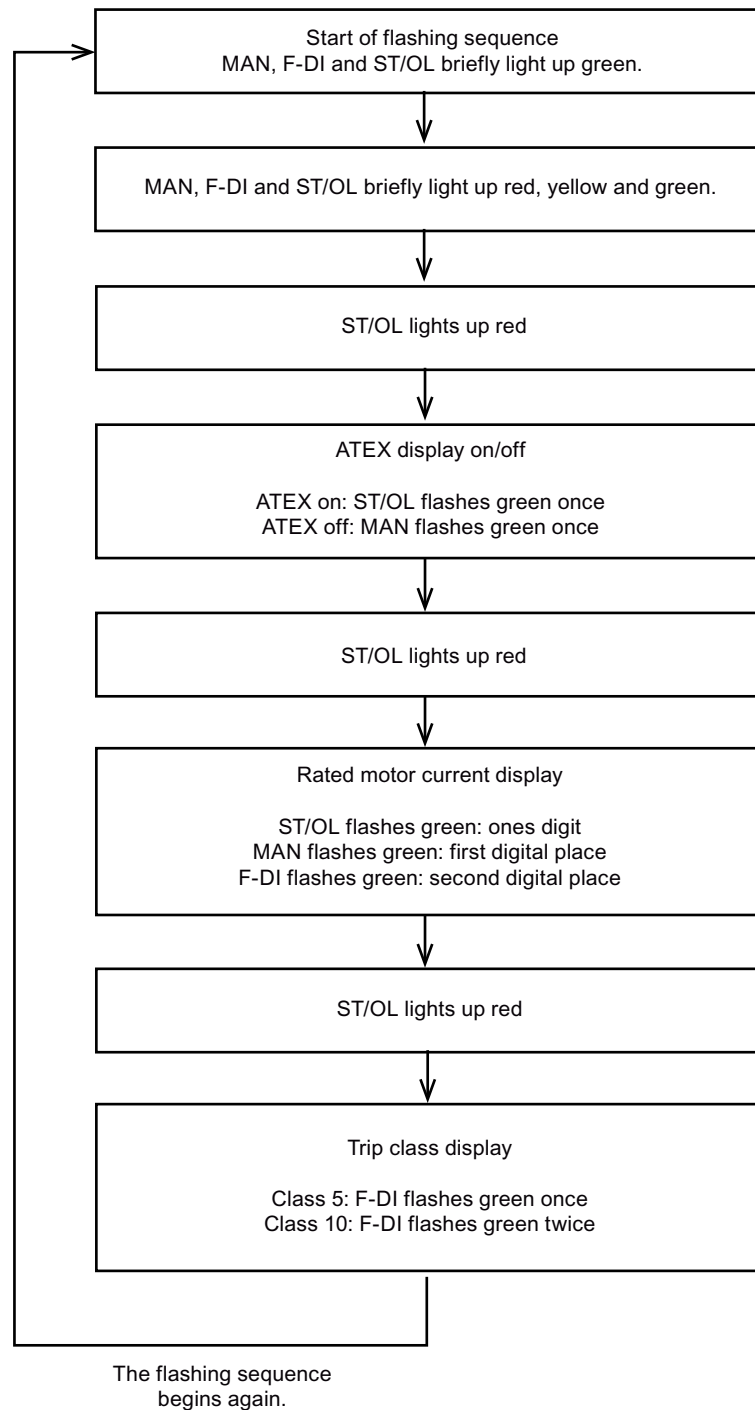 Start of flashing sequence
MAN, F-DI and ST/OL briefly light up green.
MAN, F-DI and ST/OL briefly light up red, yellow and green.
ST/OL lights up red
ATEX display on/off
ATEX on: ST/OL flashes green once
ATEX off: MAN flashes green once
ST/OL lights up red
Rated motor current display
ST/OL flashes green: ones digit
MAN flashes green: first digital place
F-DI flashes green: second digital place
ST/OL lights up red
Trip class display
Class 5: F-DI flashes green once
Class 10: F-DI flashes green twice
The flashing sequence
begins again.